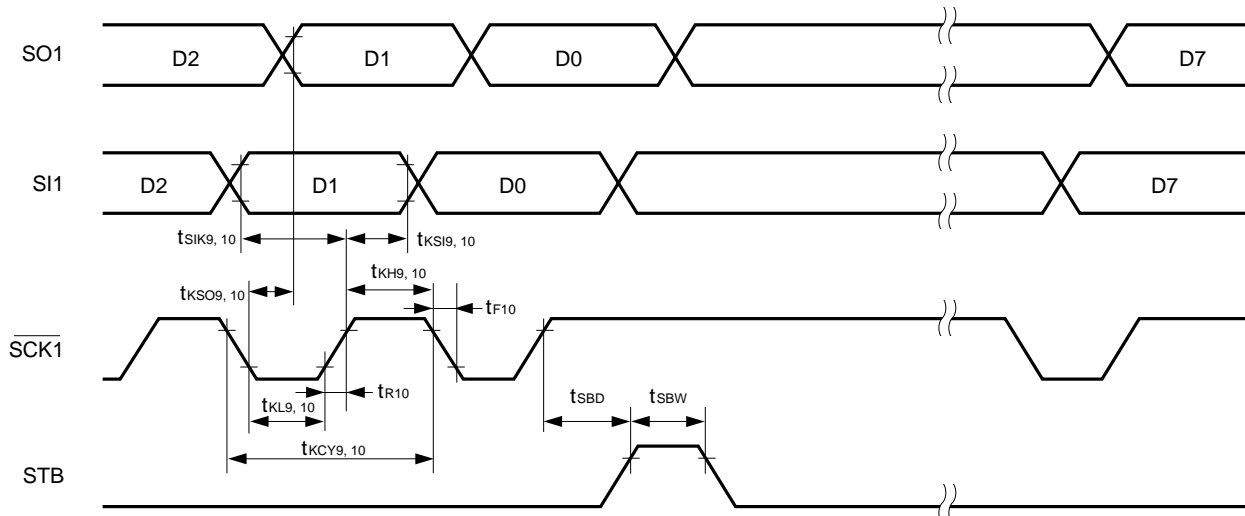 SO1
D2
D1
D0
D7
SI1
D2
D1
D0
D7
tSIK9, 10
tKSI9, 10
tKH9, 10
tKSO9, 10
tF10
SCK1
tR10
tKL9, 10
tSBD
tSBW
tKCY9, 10
STB